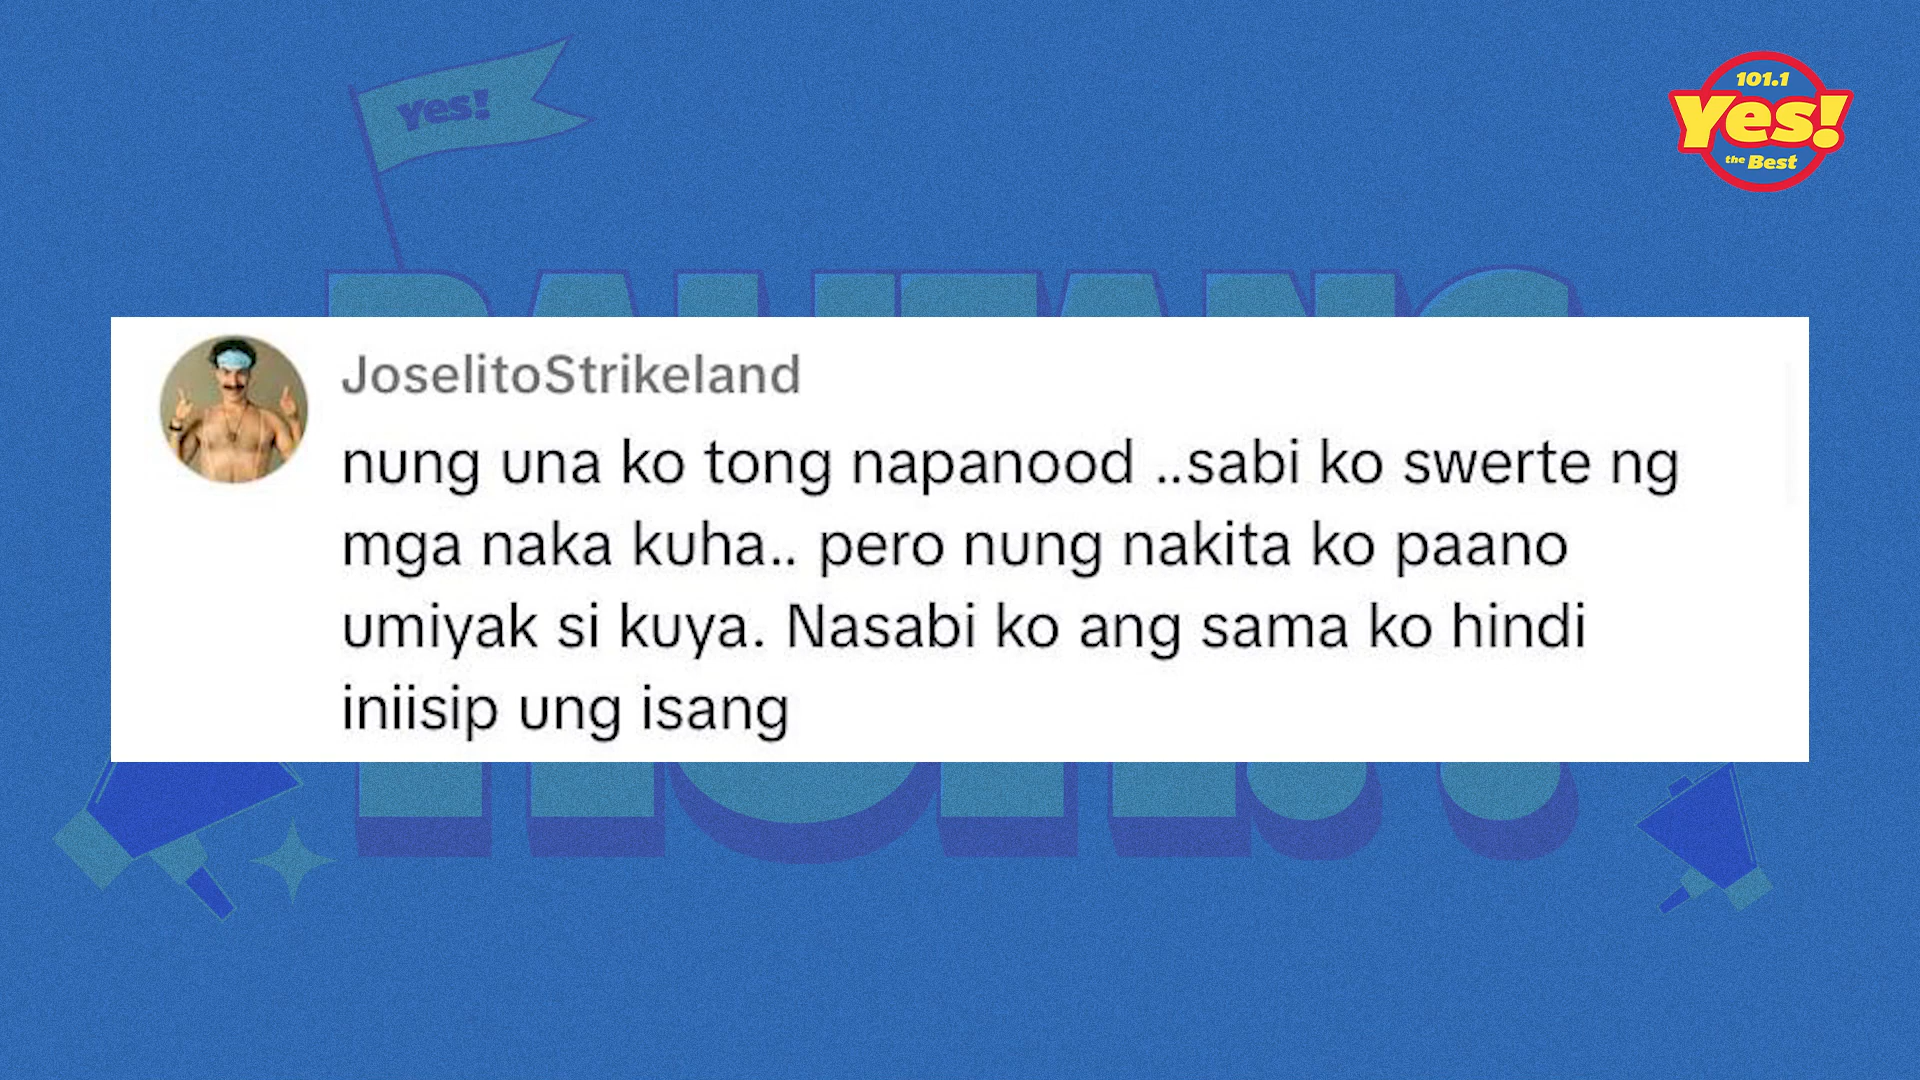 Yes!
101.1
Yes!
the Best
JoselitoStrikeland
nung una ko tong napanood ..sabi ko swerte ng
mga naka kuha.. pero nung nakita ko paano
umiyak si kuya. Nasabi ko ang sama ko hindi
iniisip ung isang